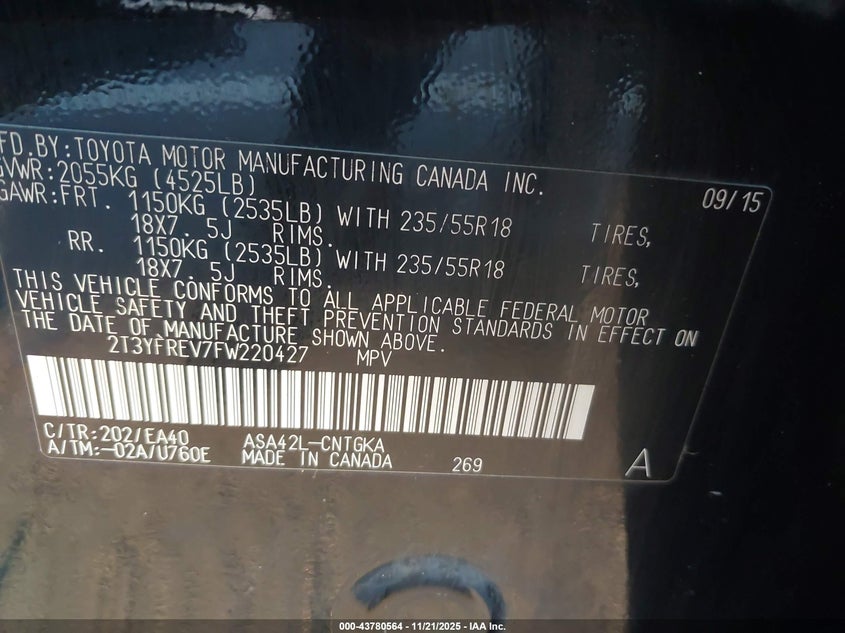 FD.BY:TOYOTA MOTOR MANUFACTURING CANADA INC. 09/15
GVWR:2055KG (4525LB)
GAWR:FRT. 1150KG (2535LB) WITH 235/55R18 TIRES,
18X7. 5J RIMS.
RR. 1150KG (2535LB) WITH 235/55R18 TIRES,
18X7. 5J RIMS.
THIS VEHICLE CONFORMS TO ALL APPLICABLE FEDERAL MOTOR
VEHICLE SAFETY AND THEFT PREVENTION STANDARDS IN EFFECT ON
THE DATE OF MANUFACTURE SHOWN ABOVE.
2T3YFREV7FW220427 MPV
C/TR:202/EA40 ASA42L-CNTGKA
A/TM:-02A/U760E MADE IN CANADA 269 A
000-43780564 - 11/21/2025 - IAA Inc.